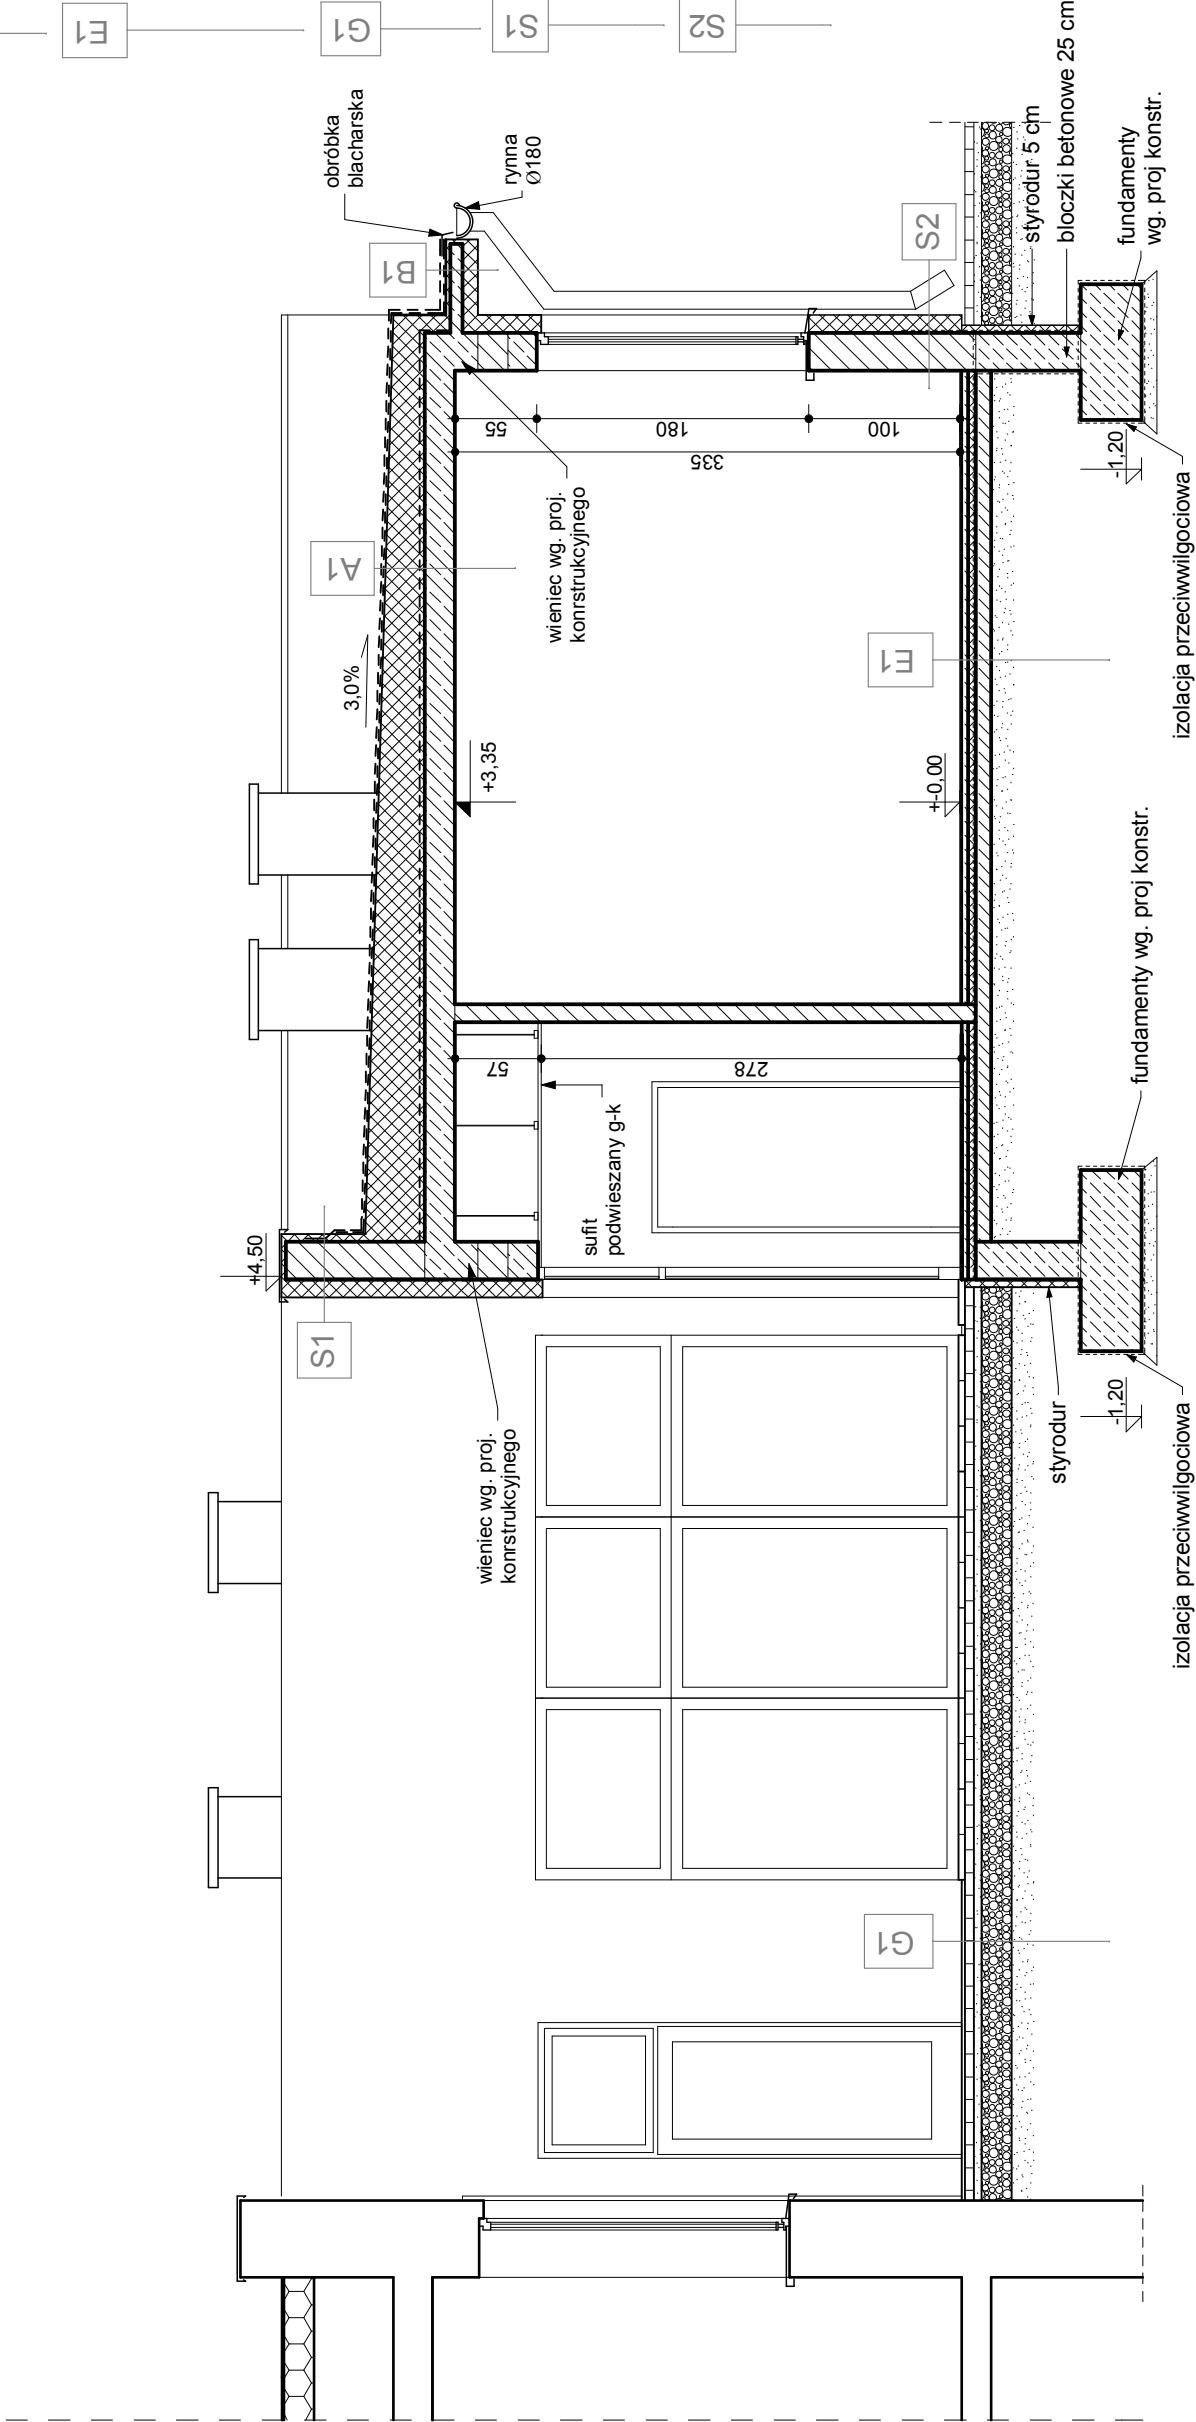 E1
G1
S1
S2
obróbka
blacharska
rynna
Ø180
B1
S2
styrodur 5 cm
bloczki betonowe 25 cm
fundamenty
wg. proj konstr.
55
180
100
335
-1,20
izolacja przeciwwilgociowa
A1
3,0%
wieniec wg. proj.
konrstrukcyjnego
E1
+3,35
+-0,00
fundamenty wg. proj konstr.
57
278
sufit
podwieszany g-k
+4,50
S1
wieniec wg. proj.
konrstrukcyjnego
styrodur
-1,20
izolacja przeciwwilgociowa
G1